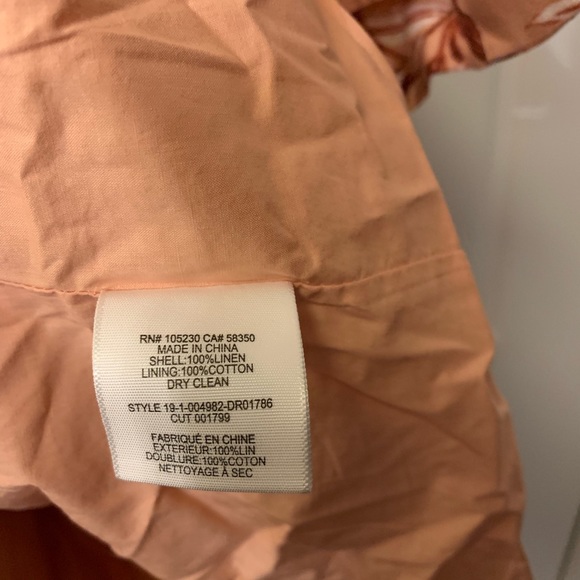 RN# 105230 CA# 58350
MADE IN CHINA
SHELL:100%LINEN
LINING:100%COTTON
DRY CLEAN
STYLE 19-1-004982-DR01786
CUT 001799
FABRIQUÉ EN CHINE
EXTERIEUR:100%LIN
DOUBLURE:100%COTON
NETTOYAGE À SEC